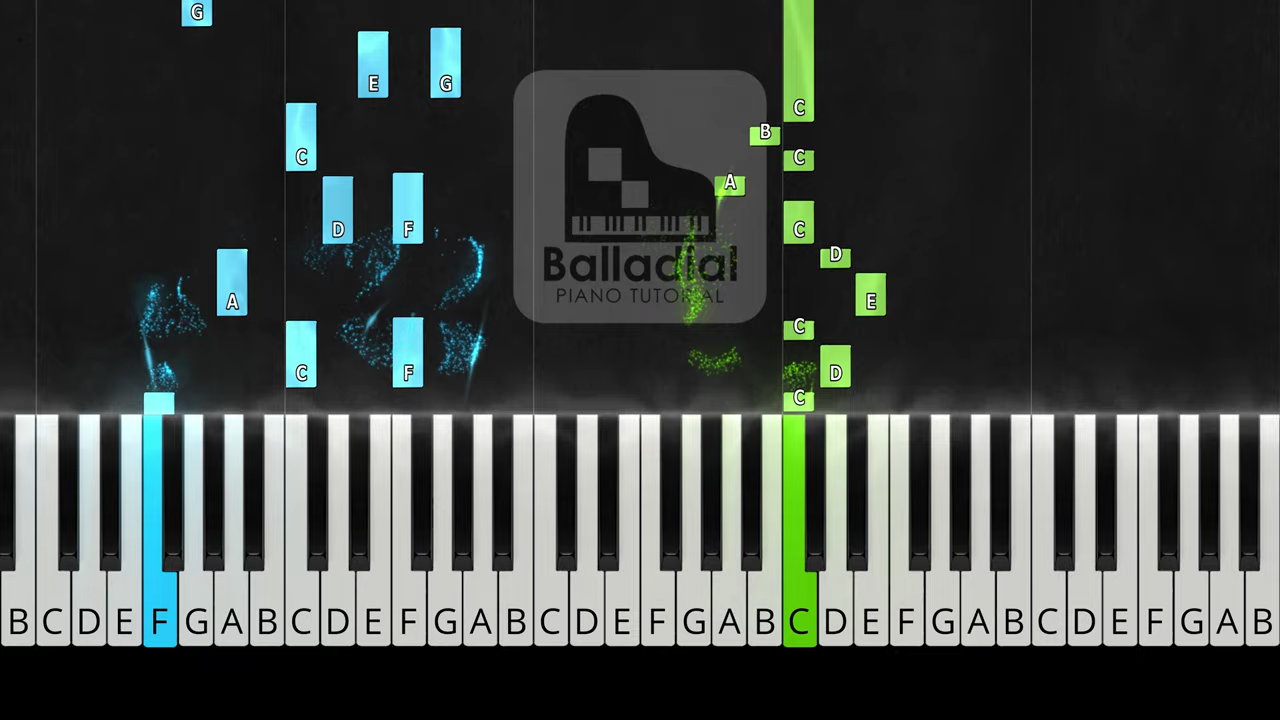 G
E G
C
B
C C
A
D F C
D
A E
C
C F D
C
Balladial
PIANO TUTORIAL
B C D E F G A B C D E F G A B C D E F G A B C D E F G A B C D E F G A B